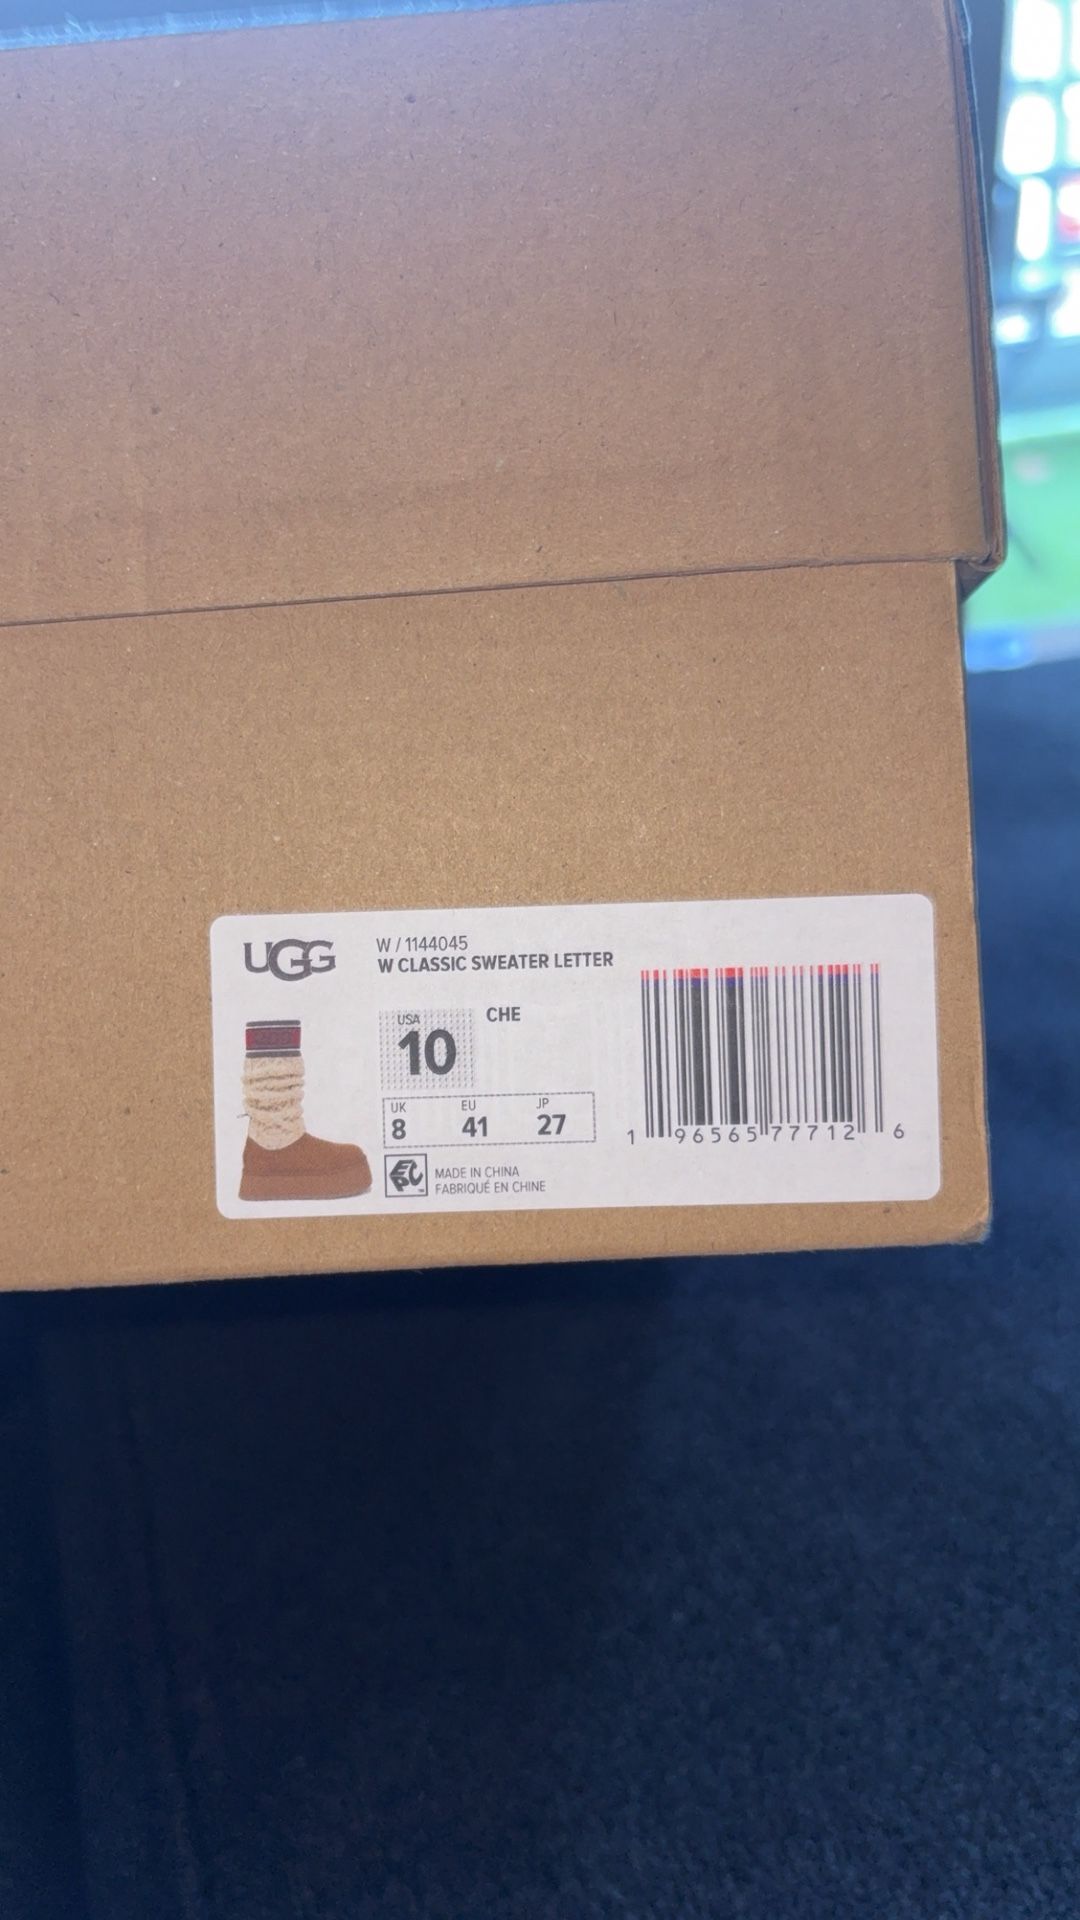 UGG
W / 1144045
W CLASSIC SWEATER LETTER
USA
10
CHE
UK
8
EU
41
JP
27
EPC
MADE IN CHINA
FABRIQUÉ EN CHINE
1 96565 77712 6